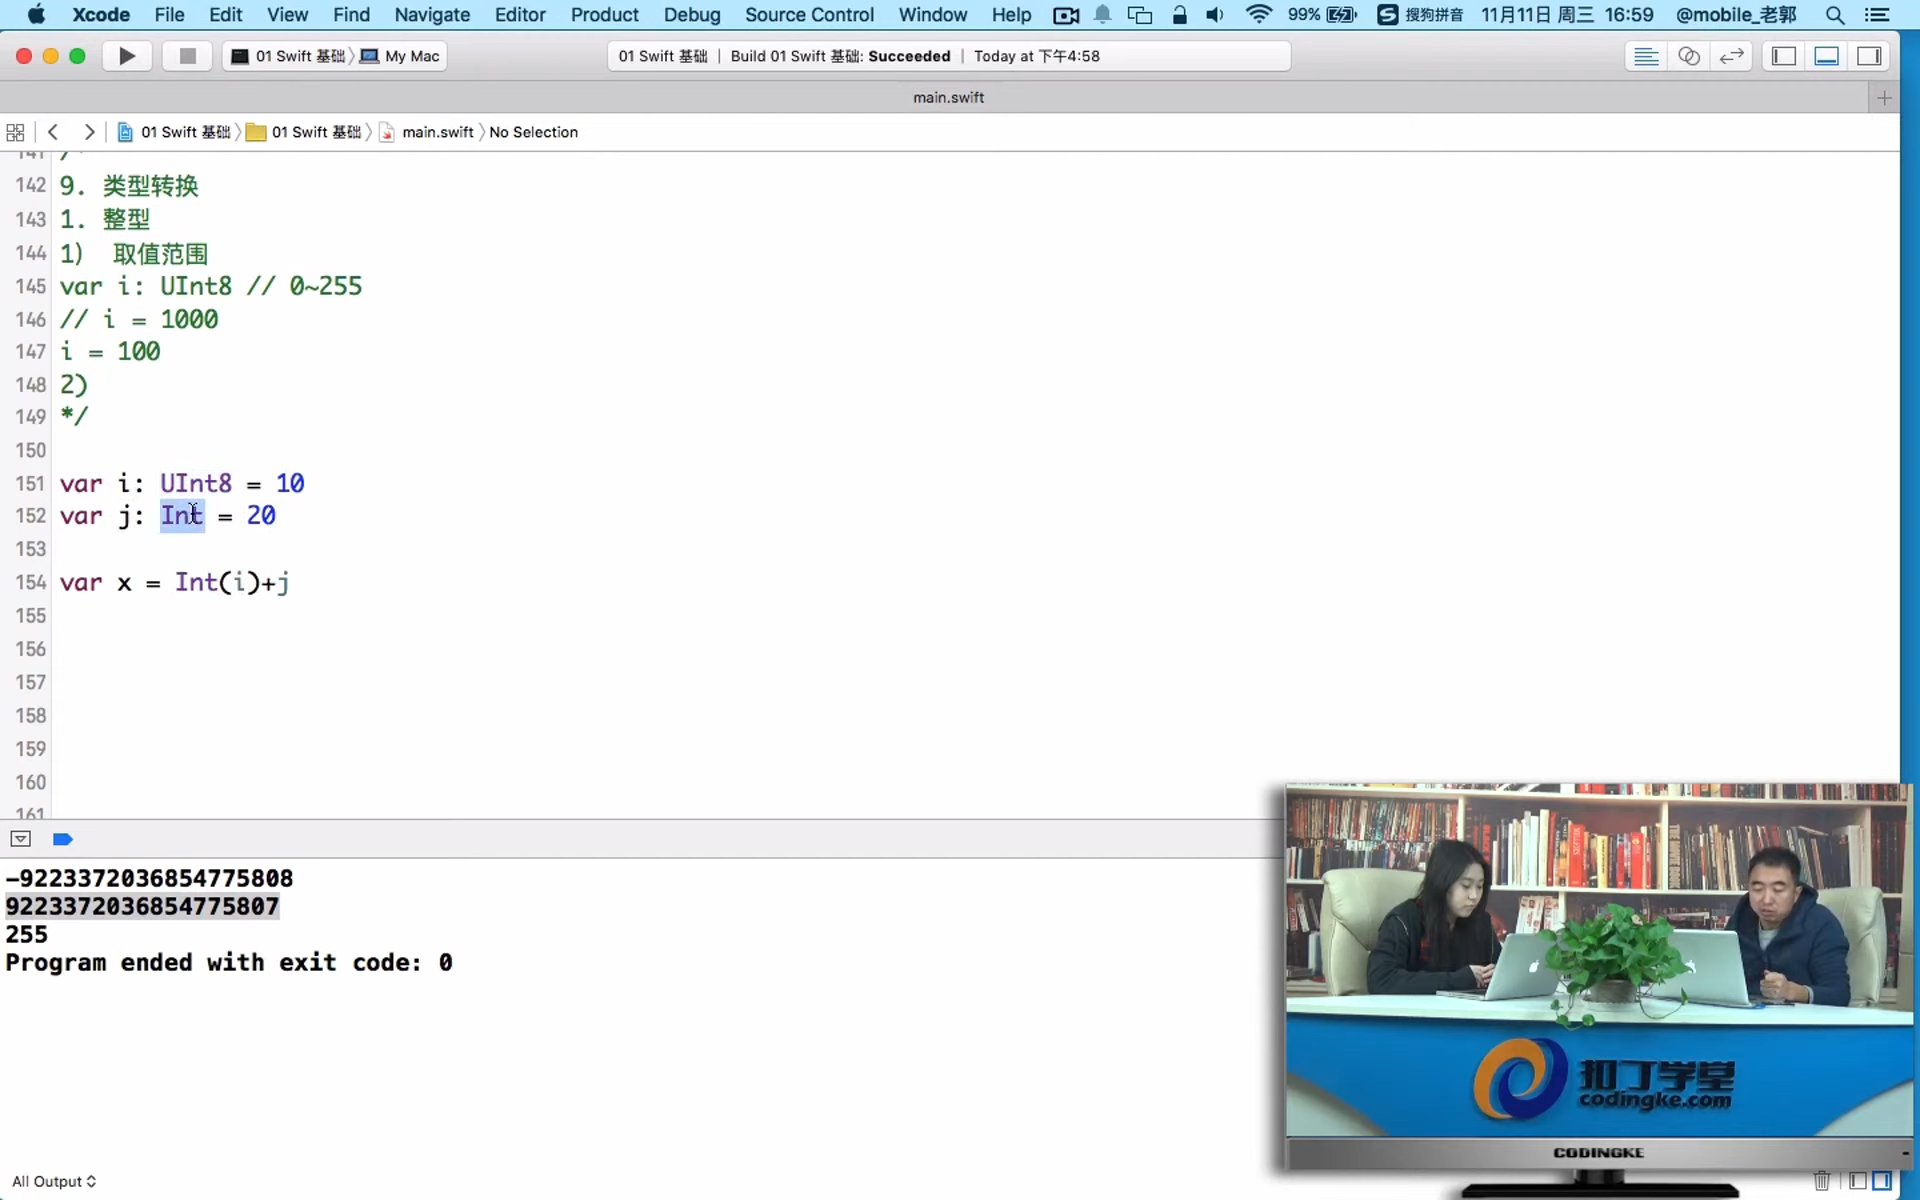 Xcode File Edit View Find Navigate Editor Product Debug Source Control Window Help 99% S 搜狗拼音 11月11日 周三 16:59 @mobile_老郭
01 Swift 基础 My Mac
01 Swift 基础 | Build 01 Swift 基础: Succeeded | Today at 下午4:58
main.swift
01 Swift 基础 01 Swift 基础 main.swift No Selection
141 /*
142 9. 类型转换
143 1. 整型
144 1) 取值范围
145 var i: UInt8 // 0~255
146 // i = 1000
147 i = 100
148 2)
149 */
150
151 var i: UInt8 = 10
152 var j: Int = 20
153
154 var x = Int(i)+j
155
156
157
158
159
160
161
-9223372036854775808
9223372036854775807
255
Program ended with exit code: 0
扣丁学堂
codingke.com
CODINGKE
All Output